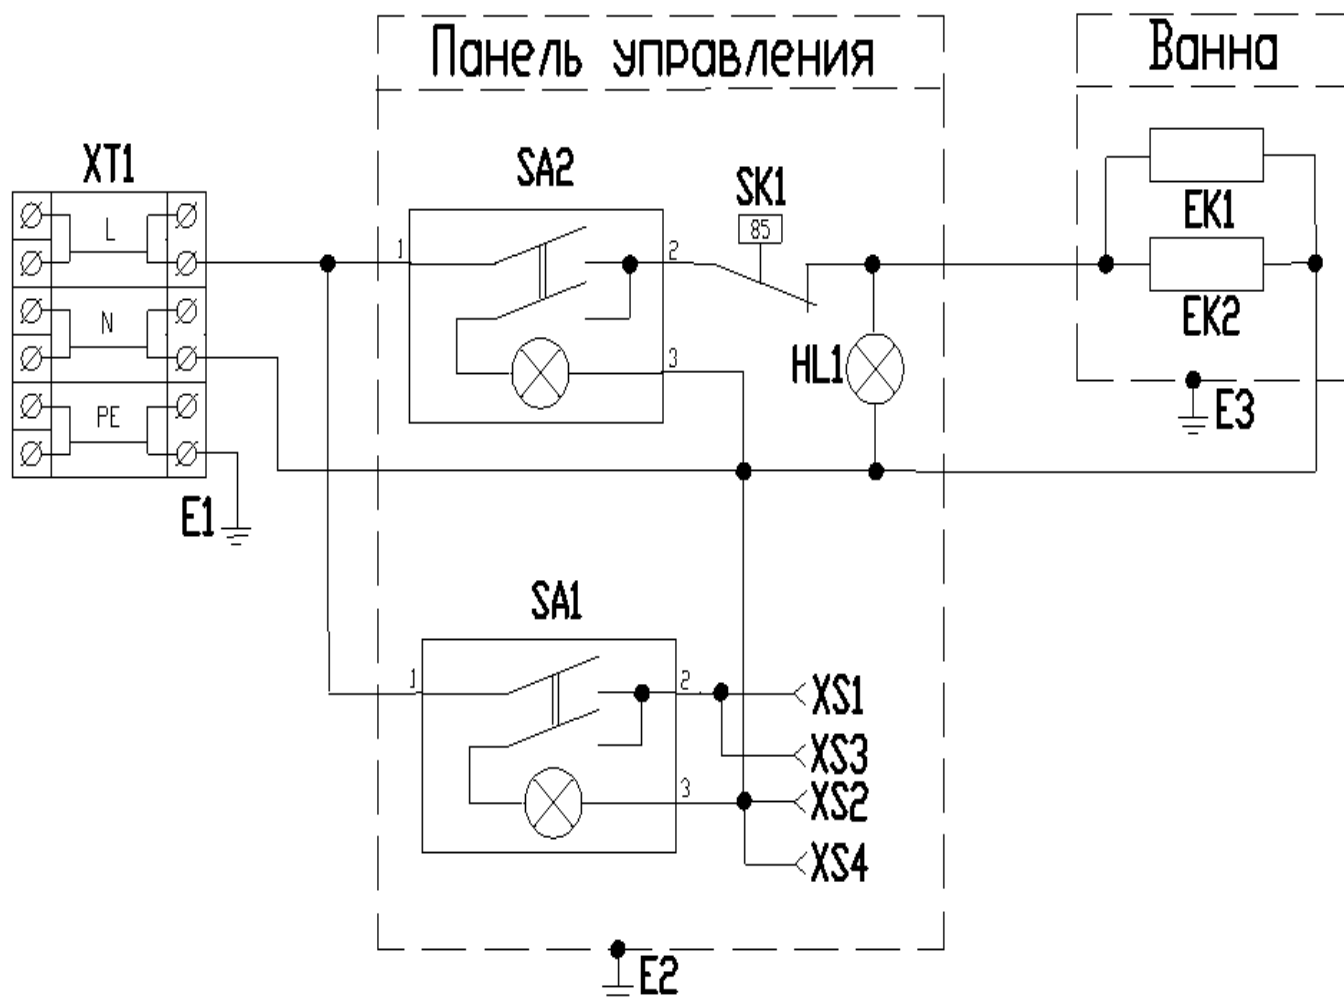 Панель управления
Ванна
XT1
SA2
SK1
85
L
1
2
EK1
N
EK2
HL1
3
PE
E3
E1
SA1
1
2
XS1
XS3
3
XS2
XS4
E2